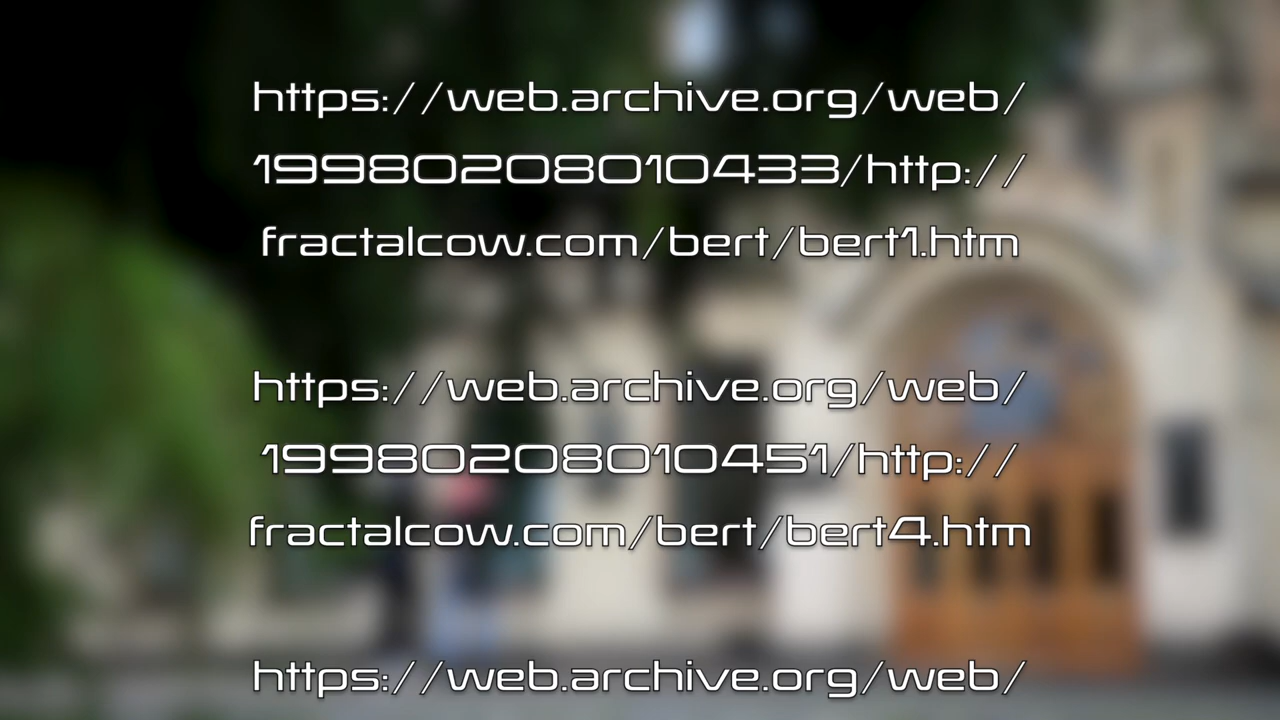 https://web.archive.org/web/
19980208010433/http://
fractalcow.com/bert/bert1.htm
https://web.archive.org/web/
19980208010451/http://
fractalcow.com/bert/bert4.htm
https://web.archive.org/web/